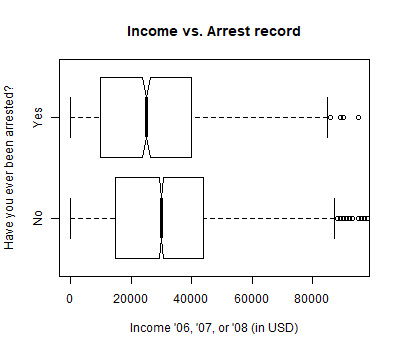 Income vs. Arrest record
Have you ever been arrested?
Yes
No
0 20000 40000 60000 80000
Income '06, '07, or '08 (in USD)